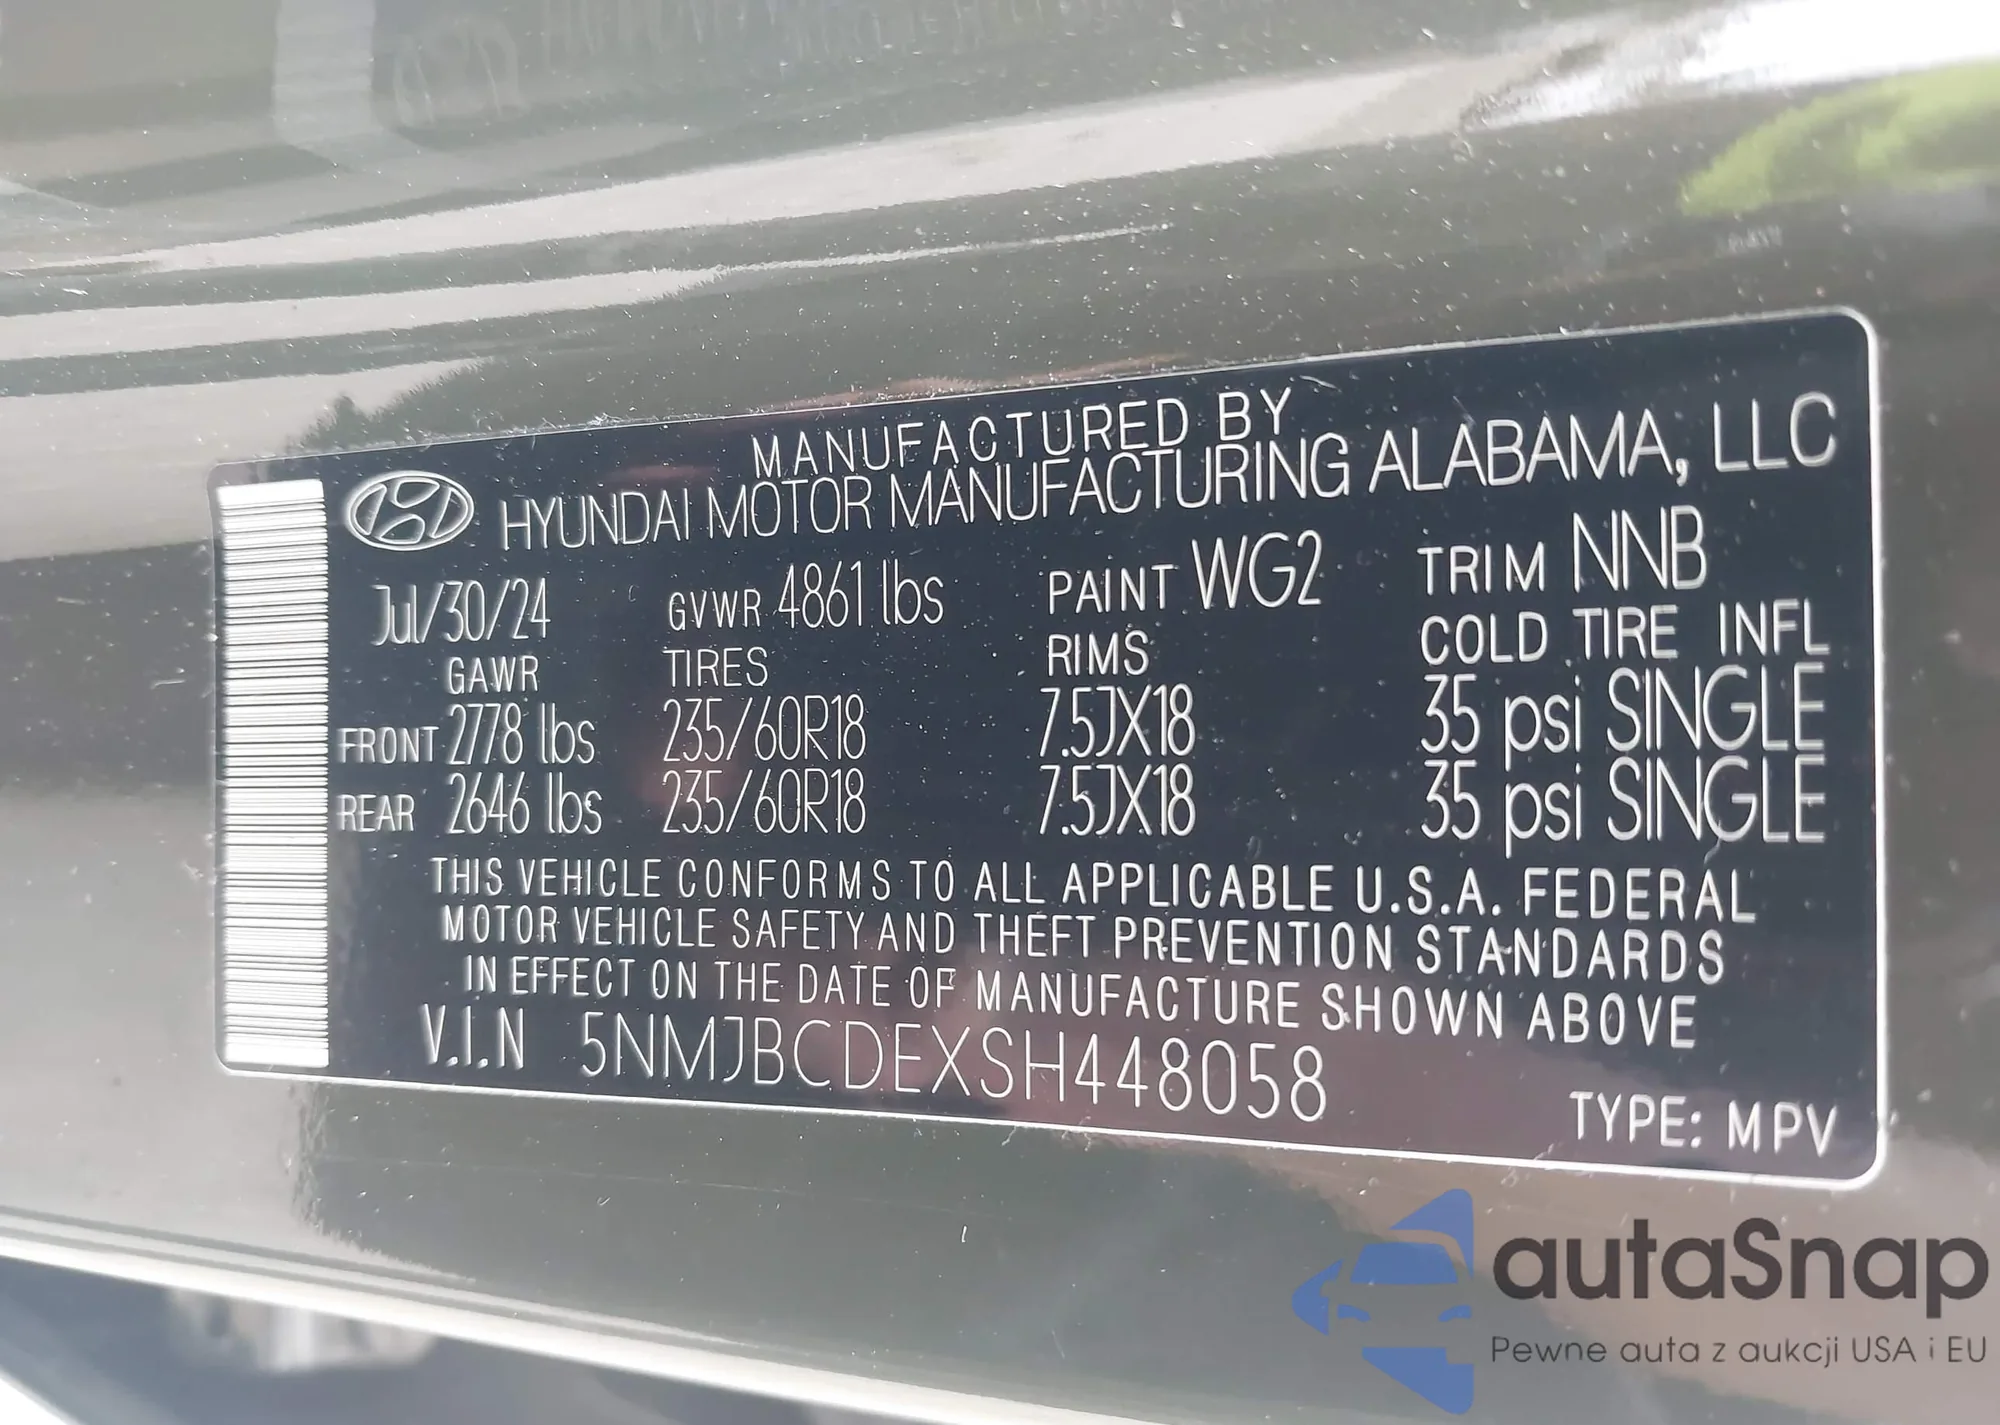 MANUFACTURED BY
HYUNDAI MOTOR MANUFACTURING ALABAMA, LLC
Jul/30/24 GVWR 4861 lbs PAINT WG2 TRIM NNB
GAWR TIRES RIMS COLD TIRE INFL
FRONT 2778 lbs 235/60R18 7.5JX18 35 psi SINGLE
REAR 2646 lbs 235/60R18 7.5JX18 35 psi SINGLE
THIS VEHICLE CONFORMS TO ALL APPLICABLE U.S.A. FEDERAL
MOTOR VEHICLE SAFETY AND THEFT PREVENTION STANDARDS
IN EFFECT ON THE DATE OF MANUFACTURE SHOWN ABOVE
V.I.N 5NMJBCDEXSH448058
TYPE: MPV
autaSnap
Pewne auta z aukcji USA i EU